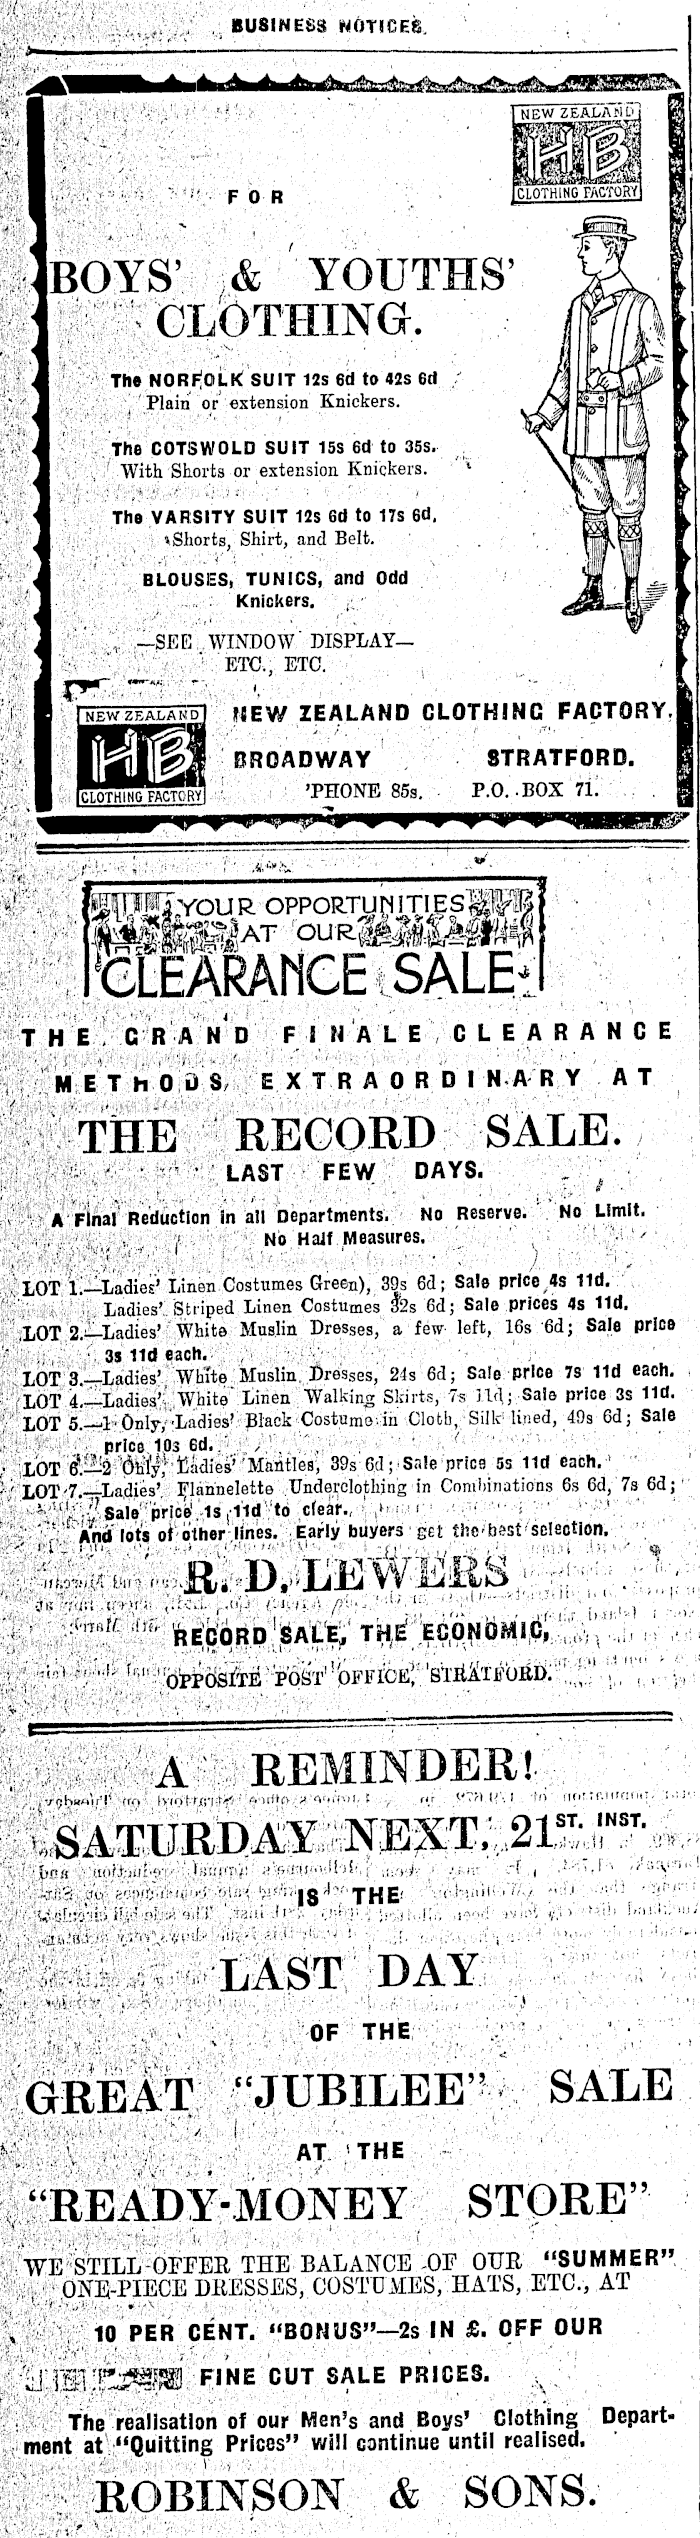 BUSINESS NOTICES.
NEW ZEALAND
HB
CLOTHING FACTORY
FOR
BOYS' & YOUTHS'
CLOTHING.
The NORFOLK SUIT 12s 6d to 42s 6d
Plain or extension Knickers.
The COTSWOLD SUIT 15s 6d to 35s.
With Shorts or extension Knickers.
The VARSITY SUIT 12s 6d to 17s 6d.
Shorts, Shirt, and Belt.
BLOUSES, TUNICS, and Odd
Knickers.
—SEE WINDOW DISPLAY—
ETC., ETC.
NEW ZEALAND
HB
CLOTHING FACTORY
NEW ZEALAND CLOTHING FACTORY,
BROADWAY STRATFORD.
'PHONE 85s. P.O. BOX 71.
YOUR OPPORTUNITIES
AT OUR
CLEARANCE SALE
THE GRAND FINALE CLEARANCE
METHODS EXTRAORDINARY AT
THE RECORD SALE.
LAST FEW DAYS.
A Final Reduction in all Departments. No Reserve. No Limit.
No Half Measures.
LOT 1.—Ladies' Linen Costumes Green), 39s 6d; Sale price 4s 11d.
Ladies' Striped Linen Costumes 32s 6d; Sale prices 4s 11d.
LOT 2.—Ladies' White Muslin Dresses, a few left, 16s 6d; Sale price
3s 11d each.
LOT 3.—Ladies' White Muslin Dresses, 24s 6d; Sale price 7s 11d each.
LOT 4.—Ladies' White Linen Walking Skirts, 7s 11d; Sale price 3s 11d.
LOT 5.—1 Only, Ladies' Black Costume in Cloth, Silk lined, 49s 6d; Sale
price 10s 6d.
LOT 6.—2 Only, Ladies' Mantles, 39s 6d; Sale price 5s 11d each.
LOT 7.—Ladies' Flannelette Underclothing in Combinations 6s 6d, 7s 6d;
Sale price 1s 11d to clear.
And lots of other lines. Early buyers get the best selection.
R. D. LEWERS
RECORD SALE, THE ECONOMIC,
OPPOSITE POST OFFICE, STRATFORD.
A REMINDER!
SATURDAY NEXT, 21ST. INST.
IS THE
LAST DAY
OF THE
GREAT "JUBILEE" SALE
AT THE
"READY-MONEY STORE"
WE STILL OFFER THE BALANCE OF OUR "SUMMER"
ONE-PIECE DRESSES, COSTUMES, HATS, ETC., AT
10 PER CENT. "BONUS"—2s IN £. OFF OUR
FINE CUT SALE PRICES.
The realisation of our Men's and Boys' Clothing Depart-
ment at "Quitting Prices" will continue until realised.
ROBINSON & SONS.